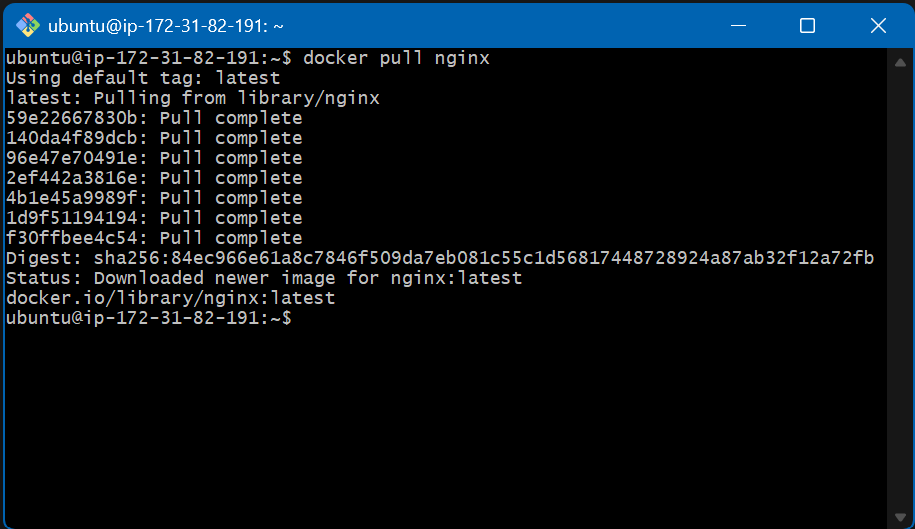 ubuntu@ip-172-31-82-191: ~
ubuntu@ip-172-31-82-191:~$ docker pull nginx
Using default tag: latest
latest: Pulling from library/nginx
59e22667830b: Pull complete
140da4f89dcb: Pull complete
96e47e70491e: Pull complete
2ef442a3816e: Pull complete
4b1e45a9989f: Pull complete
1d9f51194194: Pull complete
f30ffbee4c54: Pull complete
Digest: sha256:84ec966e61a8c7846f509da7eb081c55c1d56817448728924a87ab32f12a72fb
Status: Downloaded newer image for nginx:latest
docker.io/library/nginx:latest
ubuntu@ip-172-31-82-191:~$